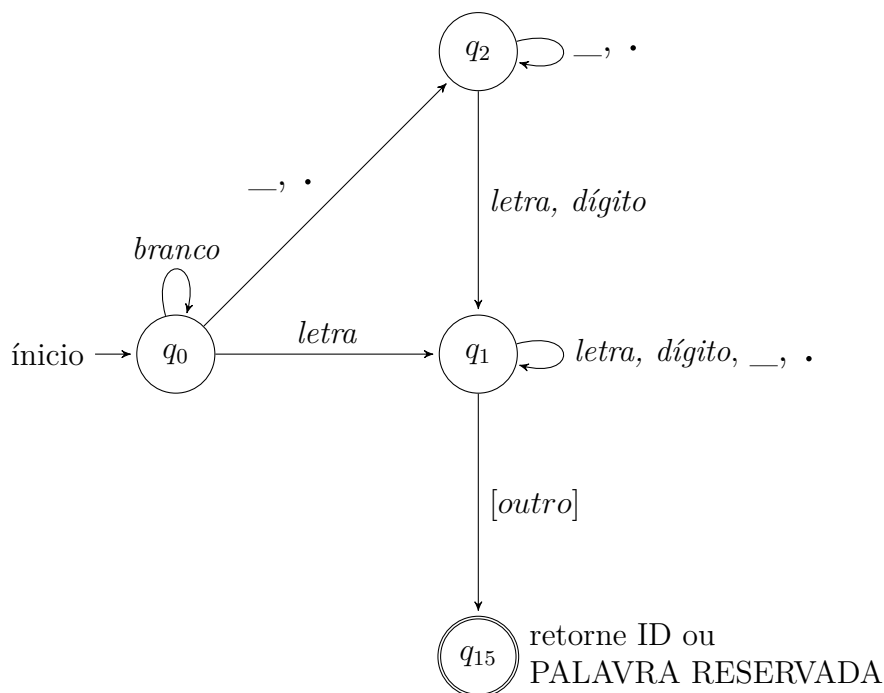 q2
_, .
_, .
letra, dígito
branco
ínicio
q0
letra
q1
letra, dígito, _, .
[outro]
q15
retorne ID ou
PALAVRA RESERVADA